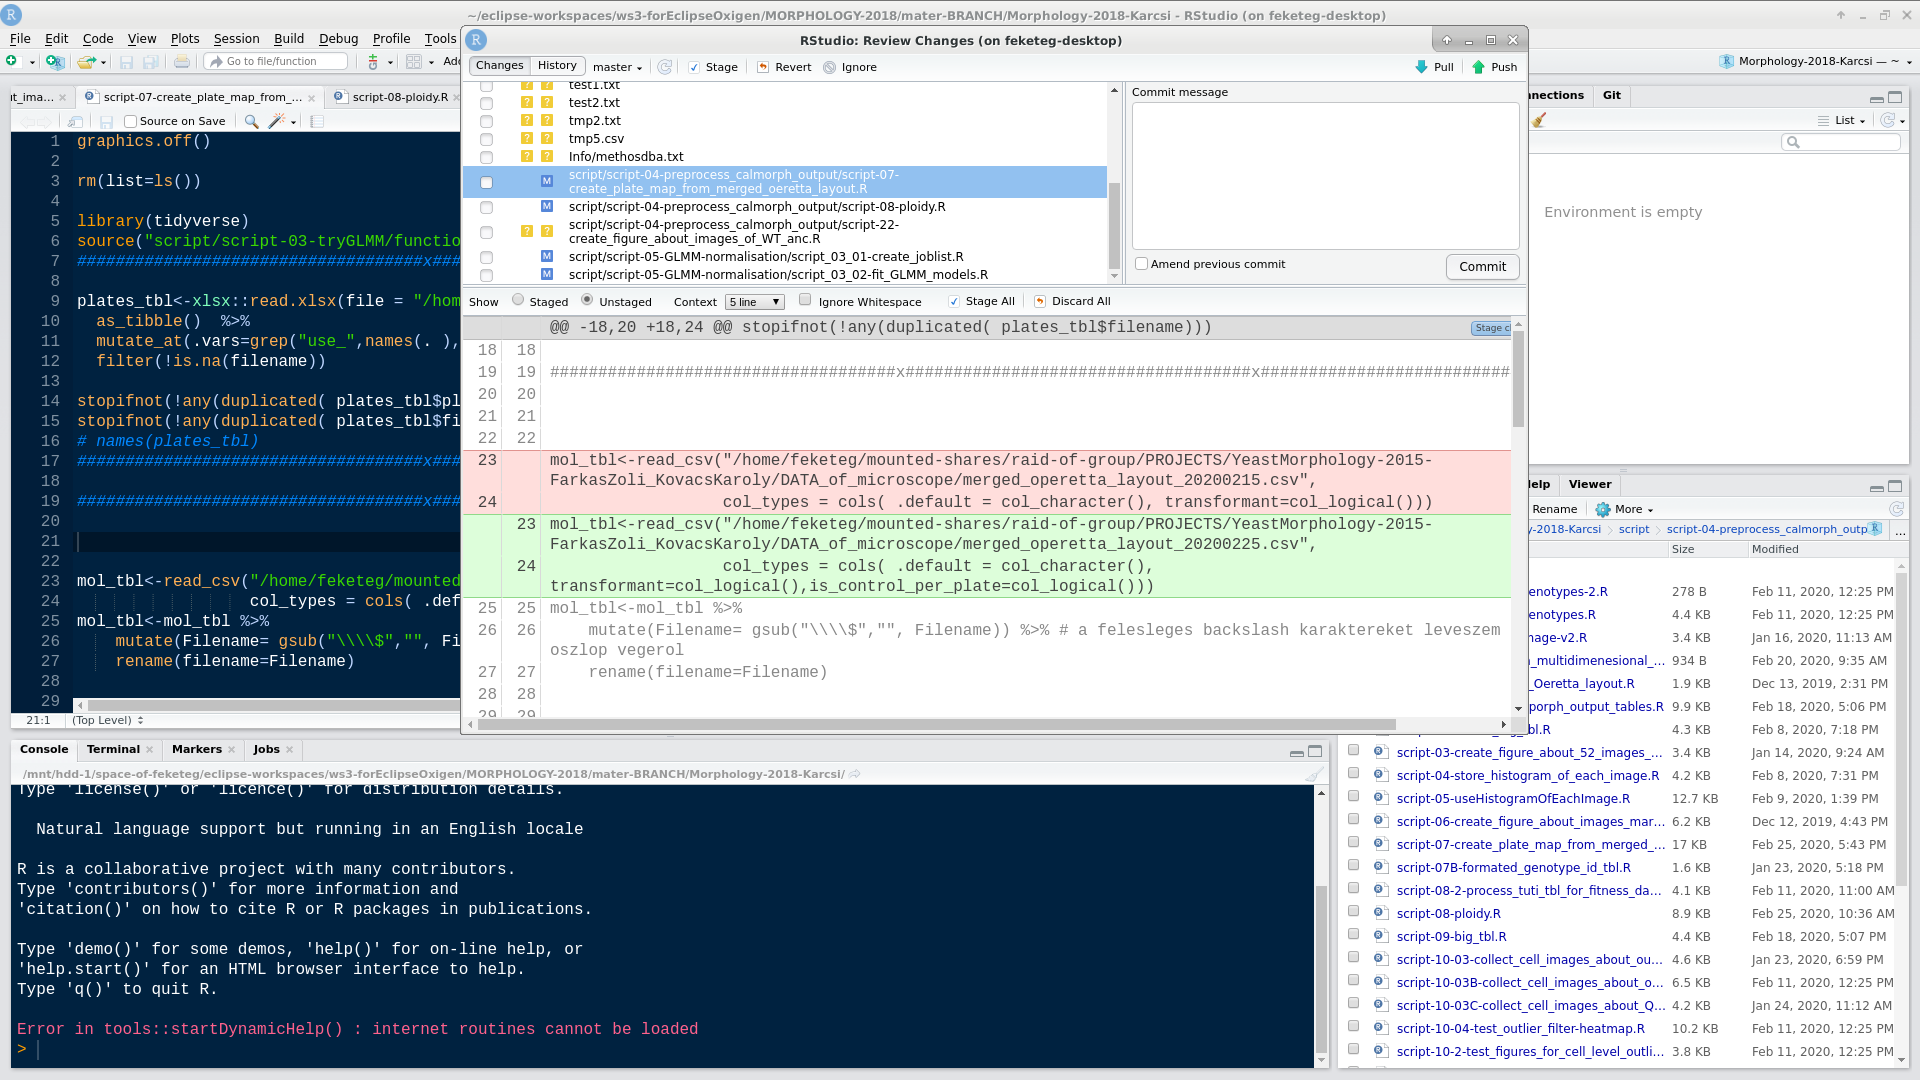 ~/eclipse-workspaces/ws3-forEclipseOxigen/MORPHOLOGY-2018/mater-BRANCH/Morphology-2018-Karcsi - RStudio (on feketeg-desktop)
File Edit Code View Plots Session Build Debug Profile Tools
Go to file/function
Morphology-2018-Karcsi — ~
script-07-create_plate_map_from_...
script-08-ploidy.R
Source on Save
1 graphics.off()
2
3 rm(list=ls())
4
5 library(tidyverse)
6 source("script/script-03-tryGLMM/functio
7 ####################################x###
8
9 plates_tbl<-xlsx::read.xlsx(file = "/hom
10 as_tibble()  %>%
11 mutate_at(.vars=grep("use_",names(. ),
12 filter(!is.na(filename))
13
14 stopifnot(!any(duplicated( plates_tbl$pl
15 stopifnot(!any(duplicated( plates_tbl$fi
16 # names(plates_tbl)
17 ####################################x###
18
19 ####################################x###
20
21
22
23 mol_tbl<-read_csv("/home/feketeg/mounted
24 col_types = cols( .def
25 mol_tbl<-mol_tbl %>%
26 mutate(Filename= gsub("\\\\$","", Fi
27 rename(filename=Filename)
28
29
21:1 (Top Level)
RStudio: Review Changes (on feketeg-desktop)
Changes History master Stage Revert Ignore Pull Push
test1.txt
test2.txt
tmp2.txt
tmp5.csv
Info/methosdba.txt
script/script-04-preprocess_calmorph_output/script-07-
create_plate_map_from_merged_oeretta_layout.R
script/script-04-preprocess_calmorph_output/script-08-ploidy.R
script/script-04-preprocess_calmorph_output/script-22-
create_figure_about_images_of_WT_anc.R
script/script-05-GLMM-normalisation/script_03_01-create_joblist.R
script/script-05-GLMM-normalisation/script_03_02-fit_GLMM_models.R
Commit message
Amend previous commit
Commit
Show Staged Unstaged Context 5 line Ignore Whitespace Stage All Discard All
@@ -18,20 +18,24 @@ stopifnot(!any(duplicated( plates_tbl$filename)))
Stage c
18 18
19 19 ####################################x###################################x###########################
20 20
21 21
22 22
23 mol_tbl<-read_csv("/home/feketeg/mounted-shares/raid-of-group/PROJECTS/YeastMorphology-2015-
FarkasZoli_KovacsKaroly/DATA_of_microscope/merged_operetta_layout_20200215.csv",
24 col_types = cols( .default = col_character(), transformant=col_logical()))
23 mol_tbl<-read_csv("/home/feketeg/mounted-shares/raid-of-group/PROJECTS/YeastMorphology-2015-
FarkasZoli_KovacsKaroly/DATA_of_microscope/merged_operetta_layout_20200225.csv",
24 col_types = cols( .default = col_character(),
transformant=col_logical(),is_control_per_plate=col_logical()))
25 25 mol_tbl<-mol_tbl %>%
26 26 mutate(Filename= gsub("\\\\$","", Filename)) %>% # a felesleges backslash karaktereket leveszem
oszlop vegerol
27 27 rename(filename=Filename)
28 28
29 29
nnections Git
List
Environment is empty
Help Viewer
Rename More
y-2018-Karcsi script script-04-preprocess_calmorph_outp ...
Size Modified
enotypes-2.R 278 B Feb 11, 2020, 12:25 PM
enotypes.R 4.4 KB Feb 11, 2020, 12:25 PM
nage-v2.R 3.4 KB Jan 16, 2020, 11:13 AM
_multidimenesional_... 934 B Feb 20, 2020, 9:35 AM
_Oeretta_layout.R 1.9 KB Dec 13, 2019, 2:31 PM
porph_output_tables.R 9.9 KB Feb 18, 2020, 5:06 PM
bl.R 4.3 KB Feb 8, 2020, 7:18 PM
script-03-create_figure_about_52_images_... 3.4 KB Jan 14, 2020, 9:24 AM
script-04-store_histogram_of_each_image.R 4.2 KB Feb 8, 2020, 7:31 PM
script-05-useHistogramOfEachImage.R 12.7 KB Feb 9, 2020, 1:39 PM
script-06-create_figure_about_images_mar... 6.2 KB Dec 12, 2019, 4:43 PM
script-07-create_plate_map_from_merged_... 17 KB Feb 25, 2020, 5:43 PM
script-07B-formated_genotype_id_tbl.R 1.6 KB Jan 23, 2020, 5:18 PM
script-08-2-process_tuti_tbl_for_fitness_da... 4.1 KB Feb 11, 2020, 11:00 AM
script-08-ploidy.R 8.9 KB Feb 25, 2020, 10:36 AM
script-09-big_tbl.R 4.4 KB Feb 18, 2020, 5:07 PM
script-10-03-collect_cell_images_about_ou... 4.6 KB Jan 23, 2020, 6:59 PM
script-10-03B-collect_cell_images_about_o... 6.5 KB Feb 11, 2020, 12:25 PM
script-10-03C-collect_cell_images_about_Q... 4.2 KB Jan 24, 2020, 11:12 AM
script-10-04-test_outlier_filter-heatmap.R 10.2 KB Feb 11, 2020, 12:25 PM
script-10-2-test_figures_for_cell_level_outli... 3.8 KB Feb 11, 2020, 12:25 PM
Console Terminal Markers Jobs
/mnt/hdd-1/space-of-feketeg/eclipse-workspaces/ws3-forEclipseOxigen/MORPHOLOGY-2018/mater-BRANCH/Morphology-2018-Karcsi/
Type 'license()' or 'licence()' for distribution details.
Natural language support but running in an English locale
R is a collaborative project with many contributors.
Type 'contributors()' for more information and
'citation()' on how to cite R or R packages in publications.
Type 'demo()' for some demos, 'help()' for on-line help, or
'help.start()' for an HTML browser interface to help.
Type 'q()' to quit R.
Error in tools::startDynamicHelp() : internet routines cannot be loaded
>